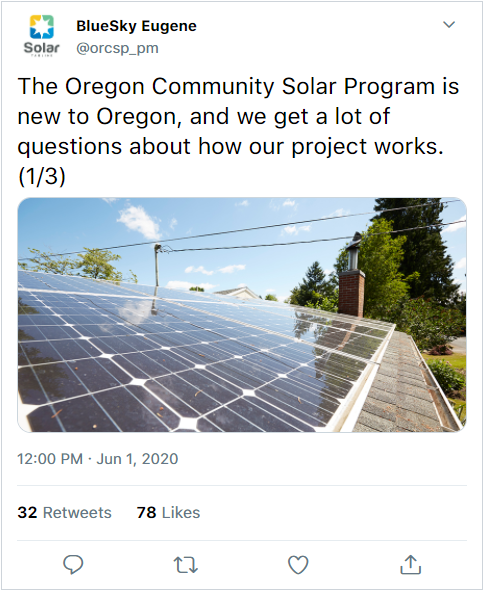 BlueSky Eugene
Solar
@orcsp_pm
The Oregon Community Solar Program is
new to Oregon, and we get a lot of
questions about how our project works.
(1/3)
12:00 PM · Jun 1, 2020
32 Retweets 78 Likes